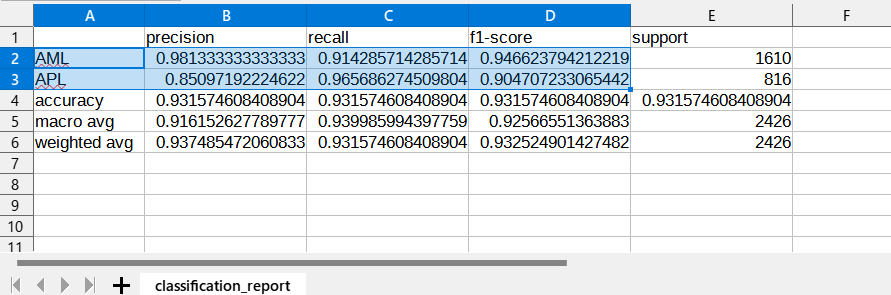 A B C D E F
1 precision recall f1-score support
2 AML 0.981333333333333 0.914285714285714 0.946623794212219 1610
3 APL 0.85097192224622 0.965686274509804 0.904707233065442 816
4 accuracy 0.931574608408904 0.931574608408904 0.931574608408904 0.931574608408904
5 macro avg 0.916152627789777 0.939985994397759 0.92566551363883 2426
6 weighted avg 0.937485472060833 0.931574608408904 0.932524901427482 2426
7
8
9
10
11
classification_report